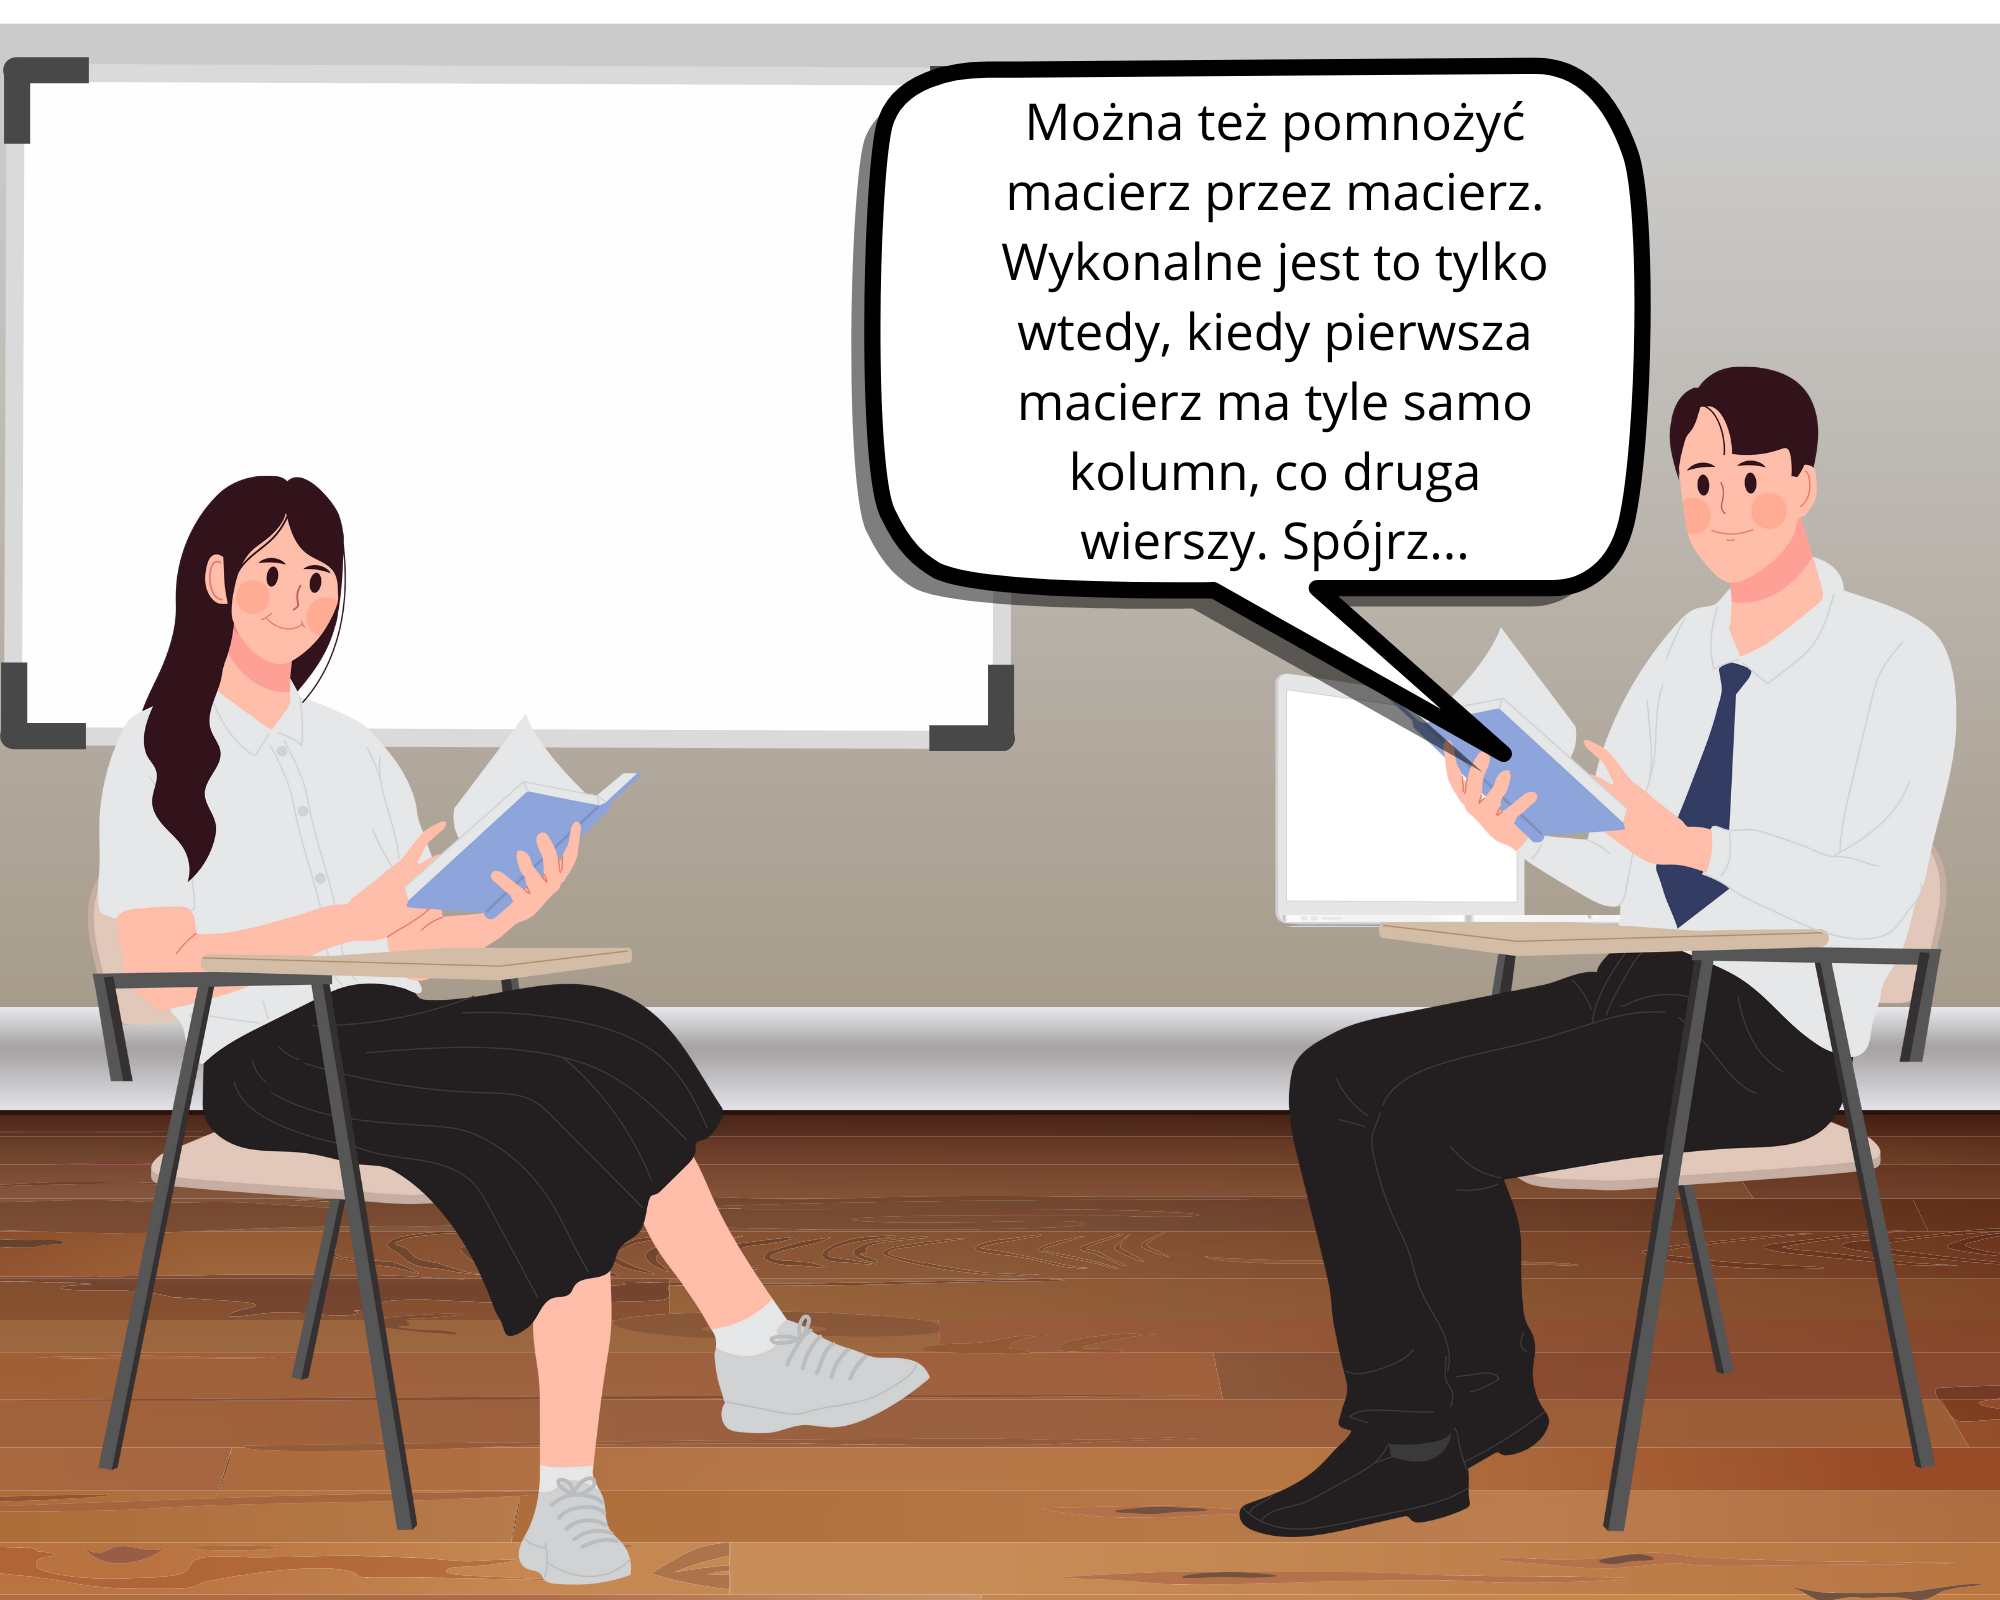 Można też pomnożyć
macierz przez macierz.
Wykonalne jest to tylko
wtedy, kiedy pierwsza
macierz ma tyle samo
kolumn, co druga
wierszy. Spójrz...